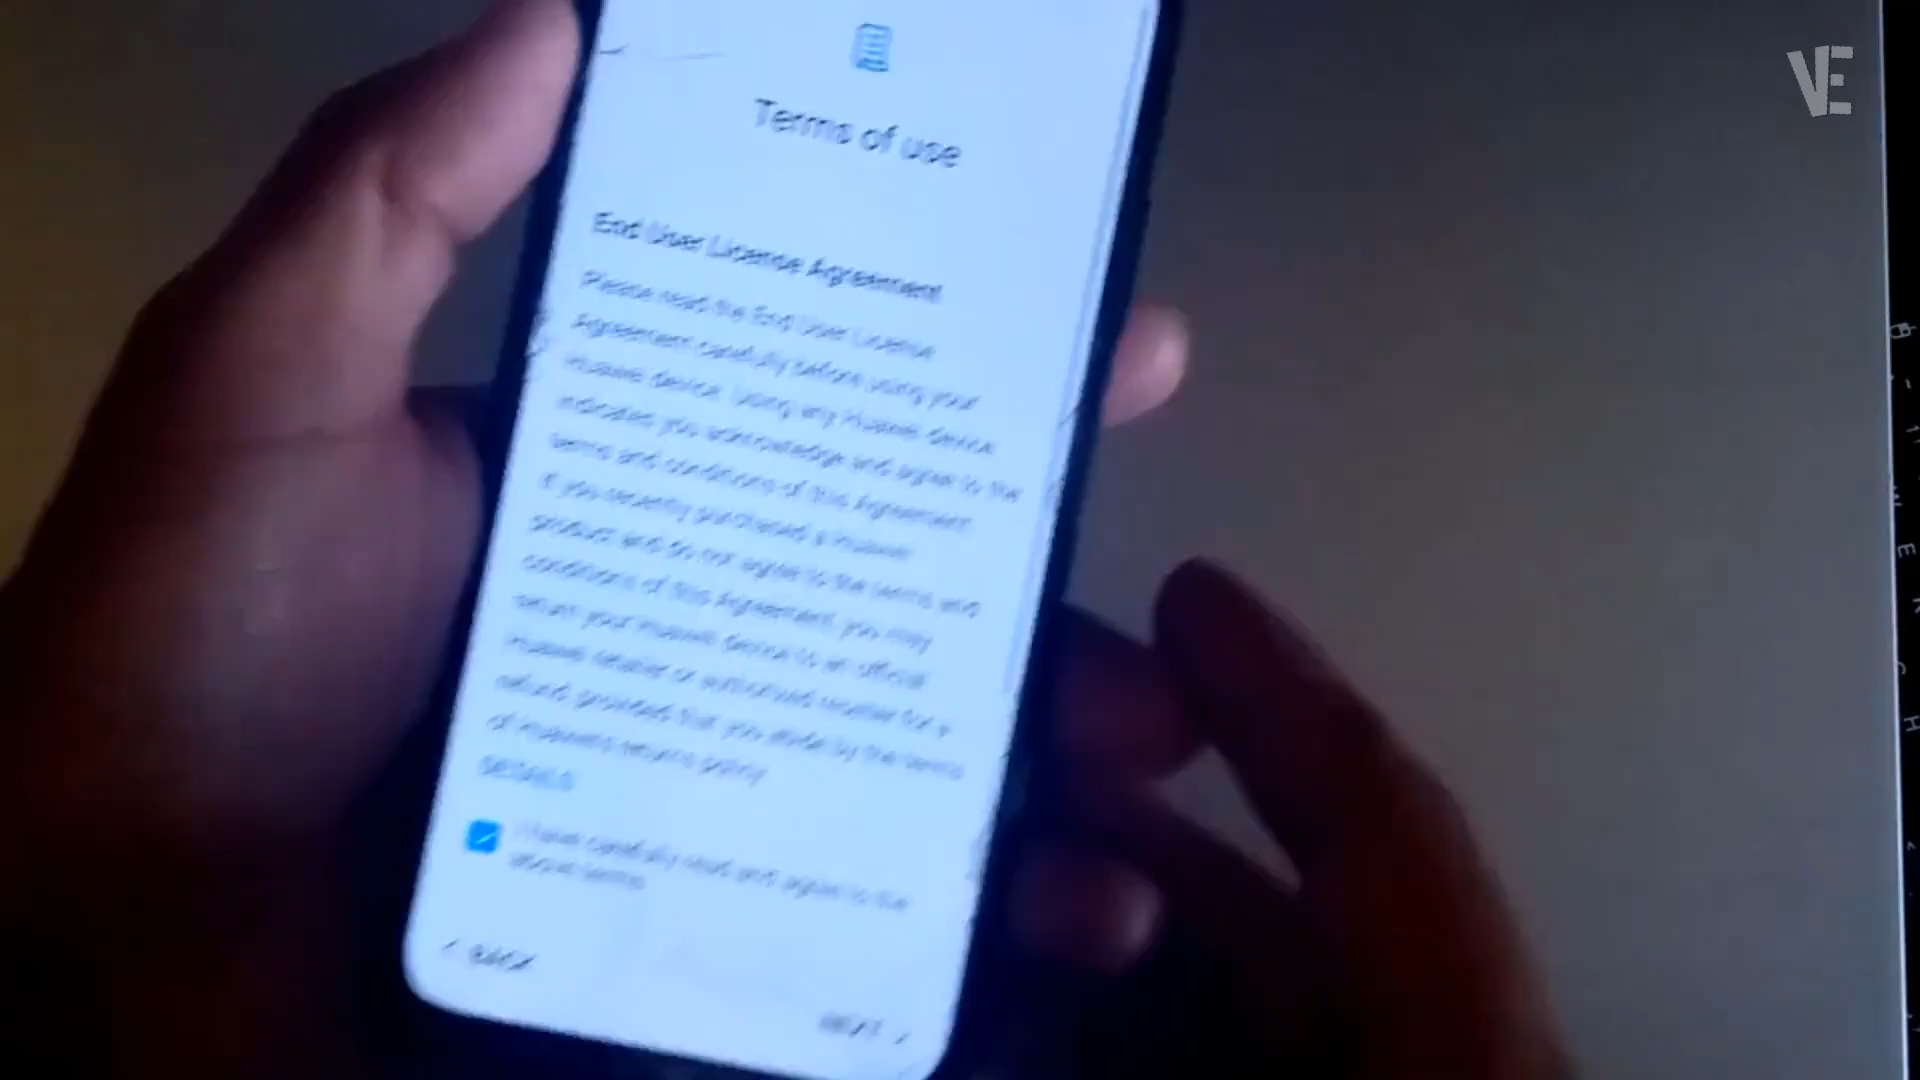 VE
Terms of use
End User License Agreement
Please read the End User License
Agreement carefully before using your
Huawei device. Using any Huawei device
indicates you acknowledge and agree to the
terms and conditions of this Agreement.
If you recently purchased a Huawei
product and do not agree to the terms and
conditions of this Agreement, you may
return your Huawei device to an official
Huawei retailer or authorised reseller for a
refund, provided that you abide by the terms
of Huawei's returns policy.
DETAILS
I have carefully read and agree to the
above terms
< BACK
NEXT >
W
E
R
H